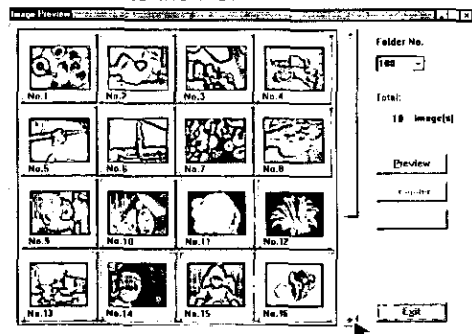 Image Preview
Folder No.
100
No.1
No.2
No.3
No.4
Total:
image(s)
No.5
No.6
No.7
No.8
Preview
No.9
No.10
No.11
No.12
No.13
No.14
No.15
No.16
Exit